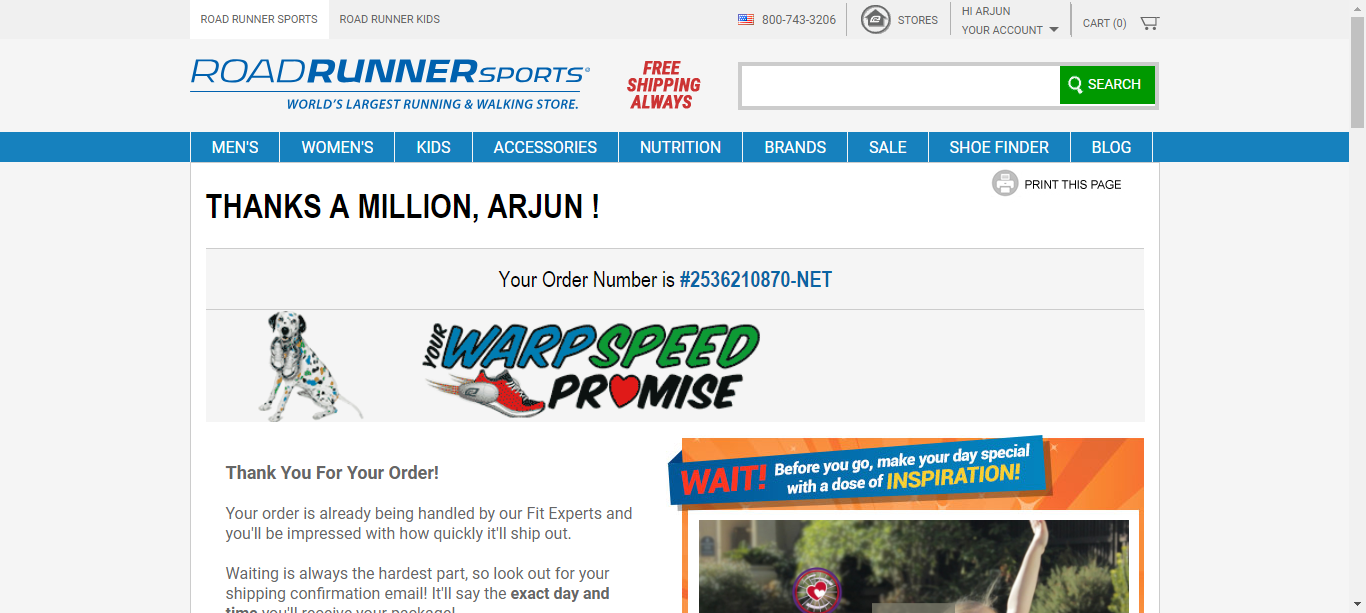 ROAD RUNNER SPORTS
ROAD RUNNER KIDS
800-743-3206
STORES
HI ARJUN
YOUR ACCOUNT
CART (0)
ROADRUNNERSPORTS®
WORLD'S LARGEST RUNNING & WALKING STORE.
FREE
SHIPPING
ALWAYS
SEARCH
MEN'S
WOMEN'S
KIDS
ACCESSORIES
NUTRITION
BRANDS
SALE
SHOE FINDER
BLOG
PRINT THIS PAGE
THANKS A MILLION, ARJUN !
Your Order Number is #2536210870-NET
YOUR WARPSPEED
PROMISE
Thank You For Your Order!
Your order is already being handled by our Fit Experts and
you'll be impressed with how quickly it'll ship out.
Waiting is always the hardest part, so look out for your
shipping confirmation email! It'll say the exact day and
time you'll receive your package!
WAIT! Before you go, make your day special
with a dose of INSPIRATION!